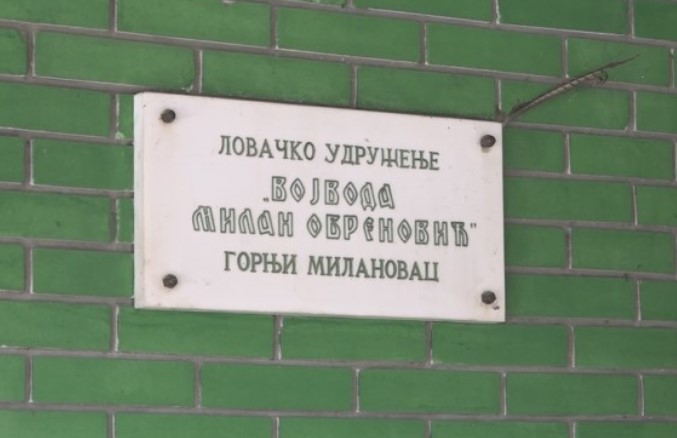 ЛОВАЧКО УДРУЖЕЊЕ
„ВОЈВОДА
МИЛАН ОБРЕНОВИЋ"
ГОРЊИ МИЛАНОВАЦ